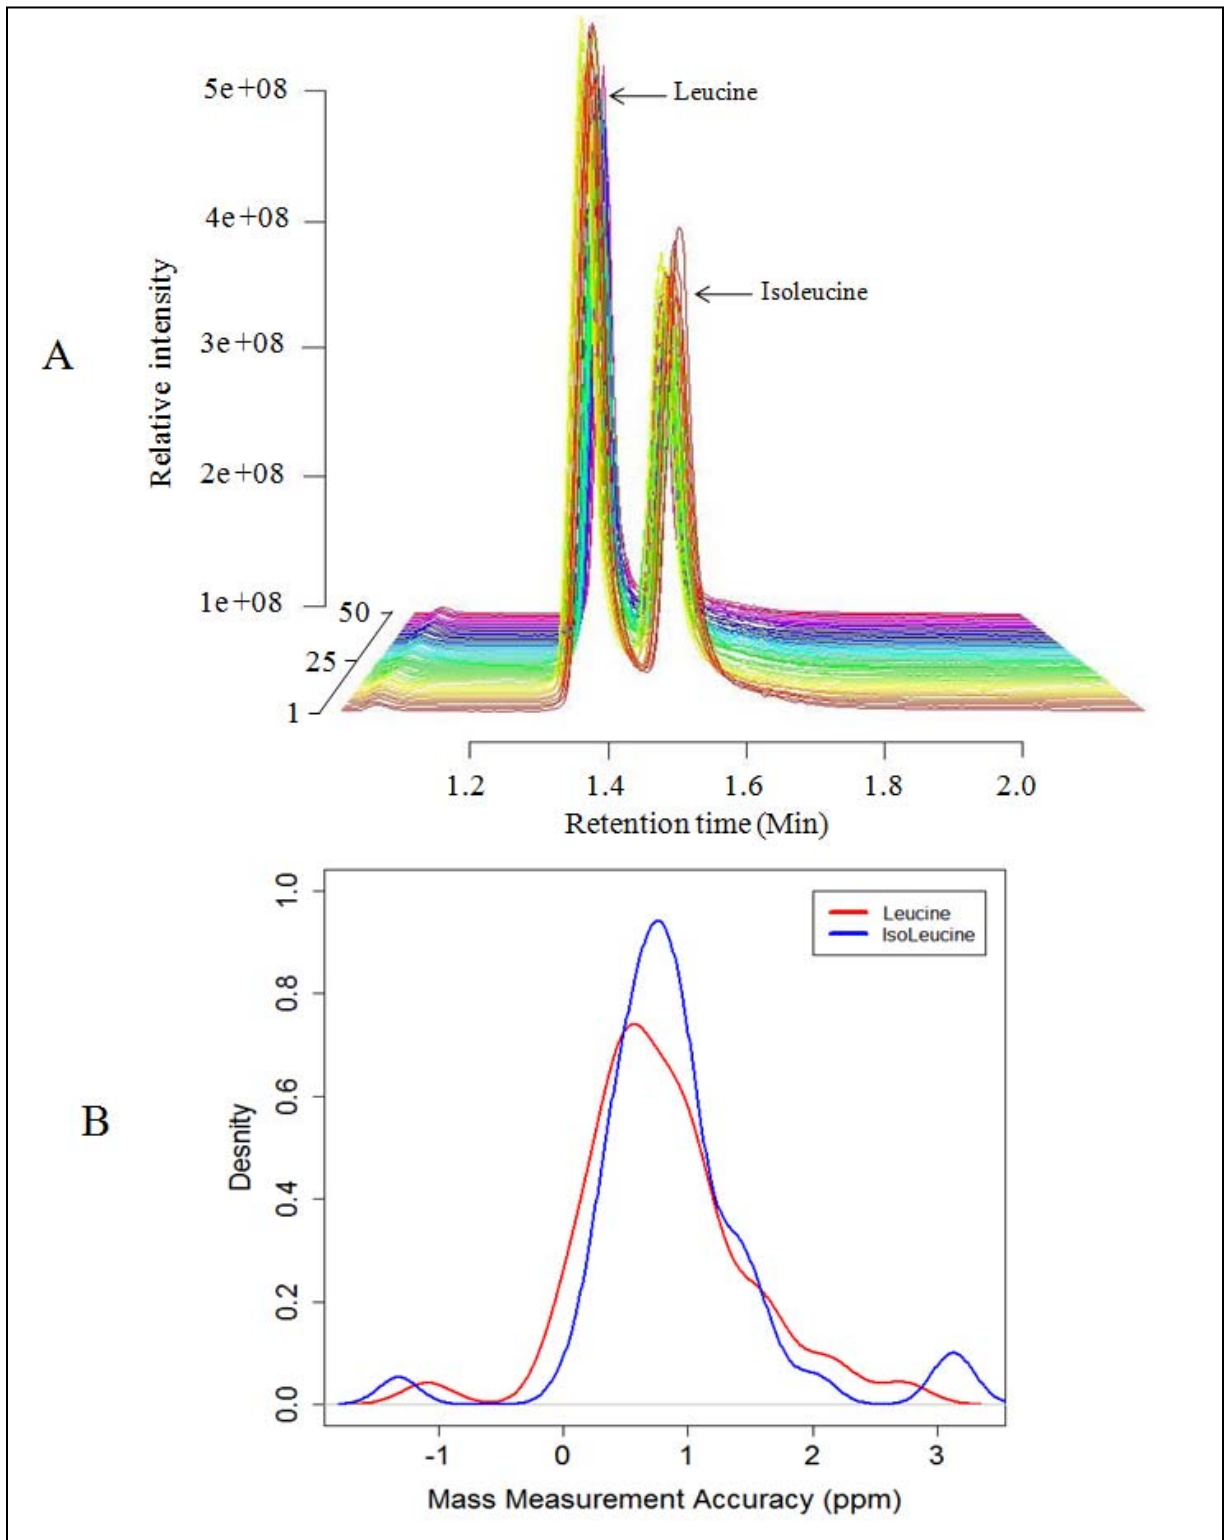 A
Relative intensity
5e+08
4e+08
3e+08
2e+08
1e+08
50
25
1
Leucine
Isoleucine
1.2 1.4 1.6 1.8 2.0
Retention time (Min)
B
Desnity
1.0
0.8
0.6
0.4
0.2
0.0
Leucine
IsoLeucine
-1 0 1 2 3
Mass Measurement Accuracy (ppm)